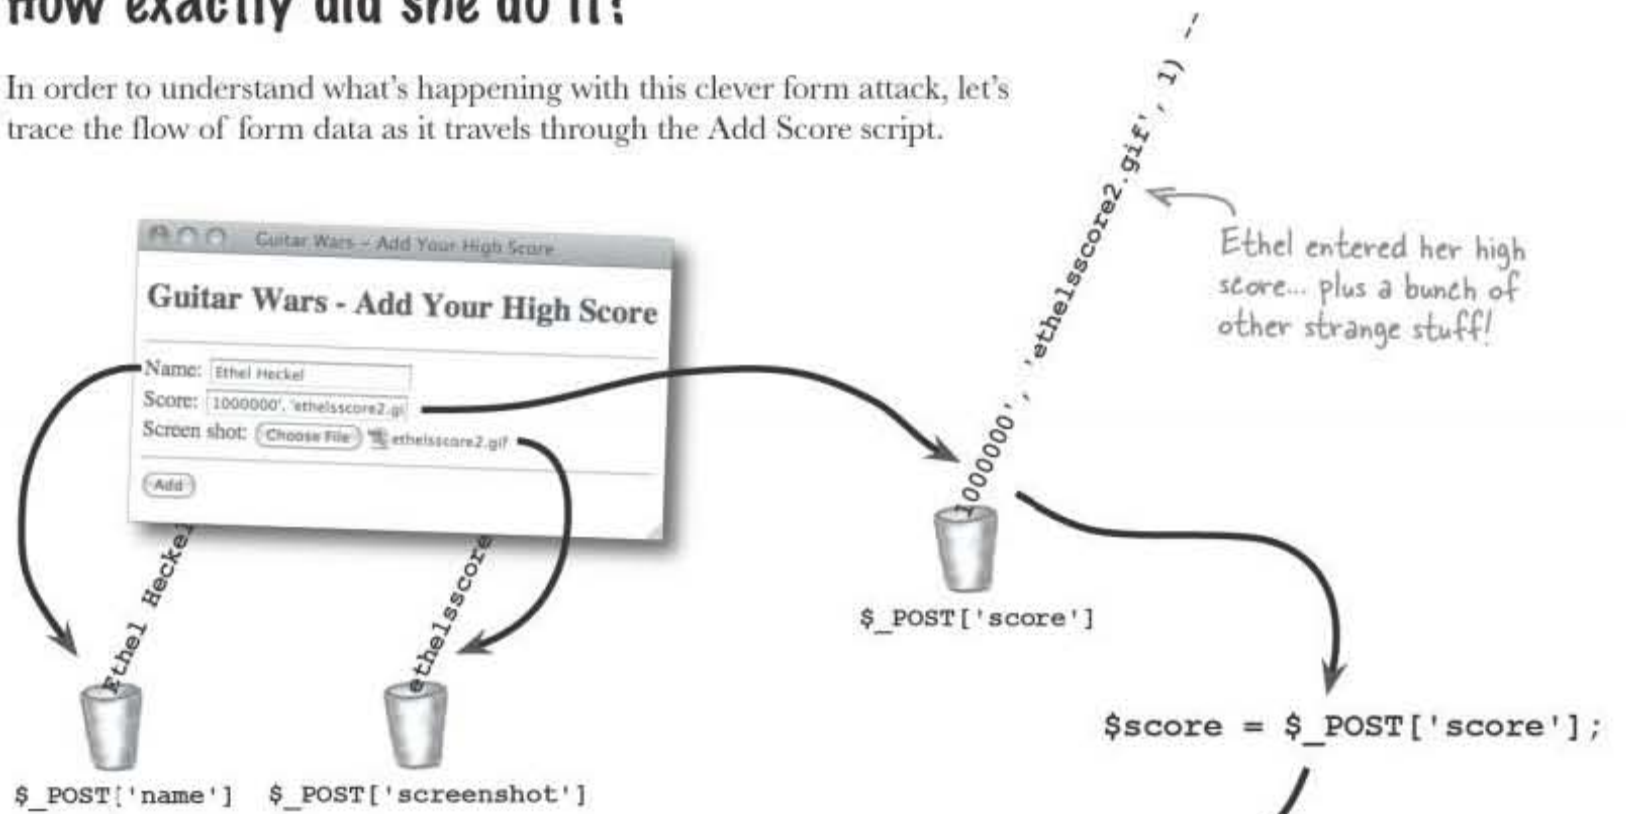 How exactly did she do it?
In order to understand what's happening with this clever form attack, let's
trace the flow of form data as it travels through the Add Score script.
Guitar Wars - Add Your High Score
Guitar Wars - Add Your High Score
Name: Ethel Heckel
Score: 1000000', 'ethelsscore2.gi
Screen shot: Choose File ethelsscore2.gif
Add
Ethel Heckel
$_POST['name']
ethelsscore
$_POST['screenshot']
1000000', 'ethelsscore2.gif', 1) --
Ethel entered her high
score... plus a bunch of
other strange stuff!
$_POST['score']
$score = $_POST['score'];